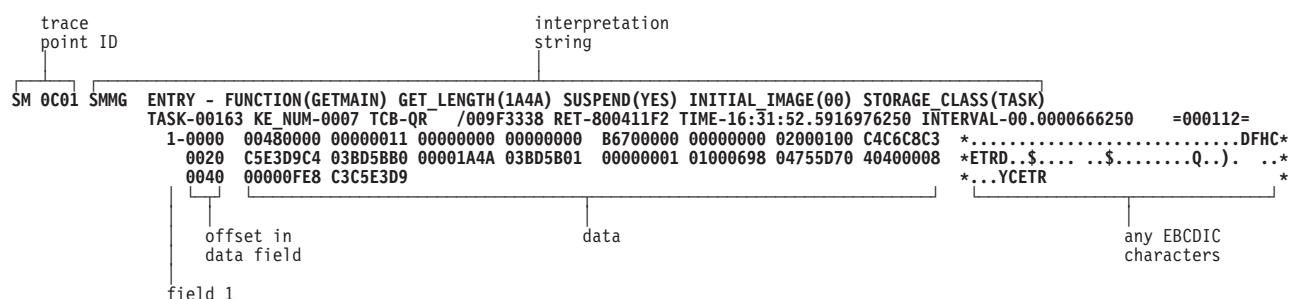 trace interpretation
point ID string
SM 0C01 SMMG ENTRY - FUNCTION(GETMAIN) GET_LENGTH(1A4A) SUSPEND(YES) INITIAL_IMAGE(00) STORAGE_CLASS(TASK)
TASK-00163 KE_NUM-0007 TCB-QR /009F3338 RET-800411F2 TIME-16:31:52.5916976250 INTERVAL-00.0000666250 =000112=
1-0000 00480000 00000011 00000000 00000000 B6700000 00000000 02000100 C4C6C8C3 *............................DFHC*
0020 C5E3D9C4 03BD5BB0 00001A4A 03BD5B01 00000001 01000698 04755D70 40400008 *ETRD..$.... ..$........Q..). ..*
0040 00000FE8 C3C5E3D9 *...YCETR *
offset in data any EBCDIC
data field characters
field 1